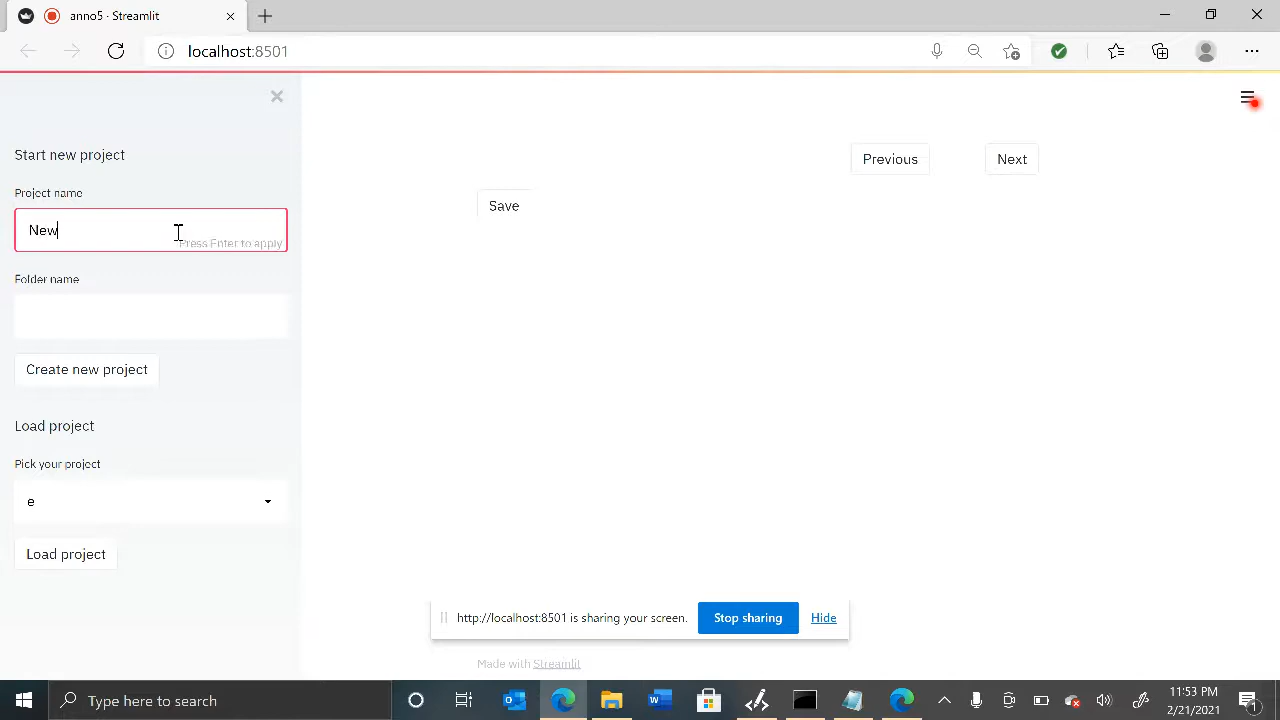 anno5 · Streamlit
localhost:8501
Start new project
Project name
New
Press Enter to apply
Folder name
Create new project
Load project
Pick your project
e
Load project
Previous
Next
Save
http://localhost:8501 is sharing your screen.
Stop sharing
Hide
Made with Streamlit
Type here to search
11:53 PM
2/21/2021
1